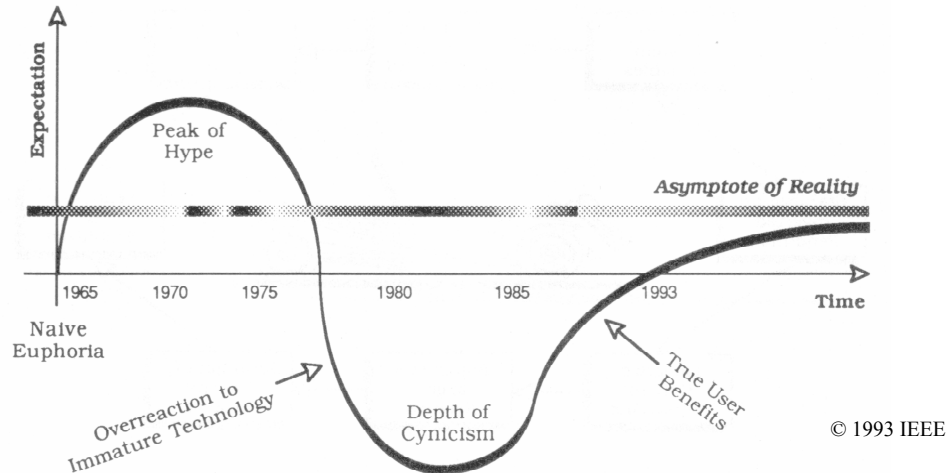 Expectation
Peak of
Hype
Asymptote of Reality
1965
1970
1975
1980
1985
1993
Time
Naive
Euphoria
Overreaction to
Immature Technology
Depth of
Cynicism
True User
Benefits
© 1993 IEEE